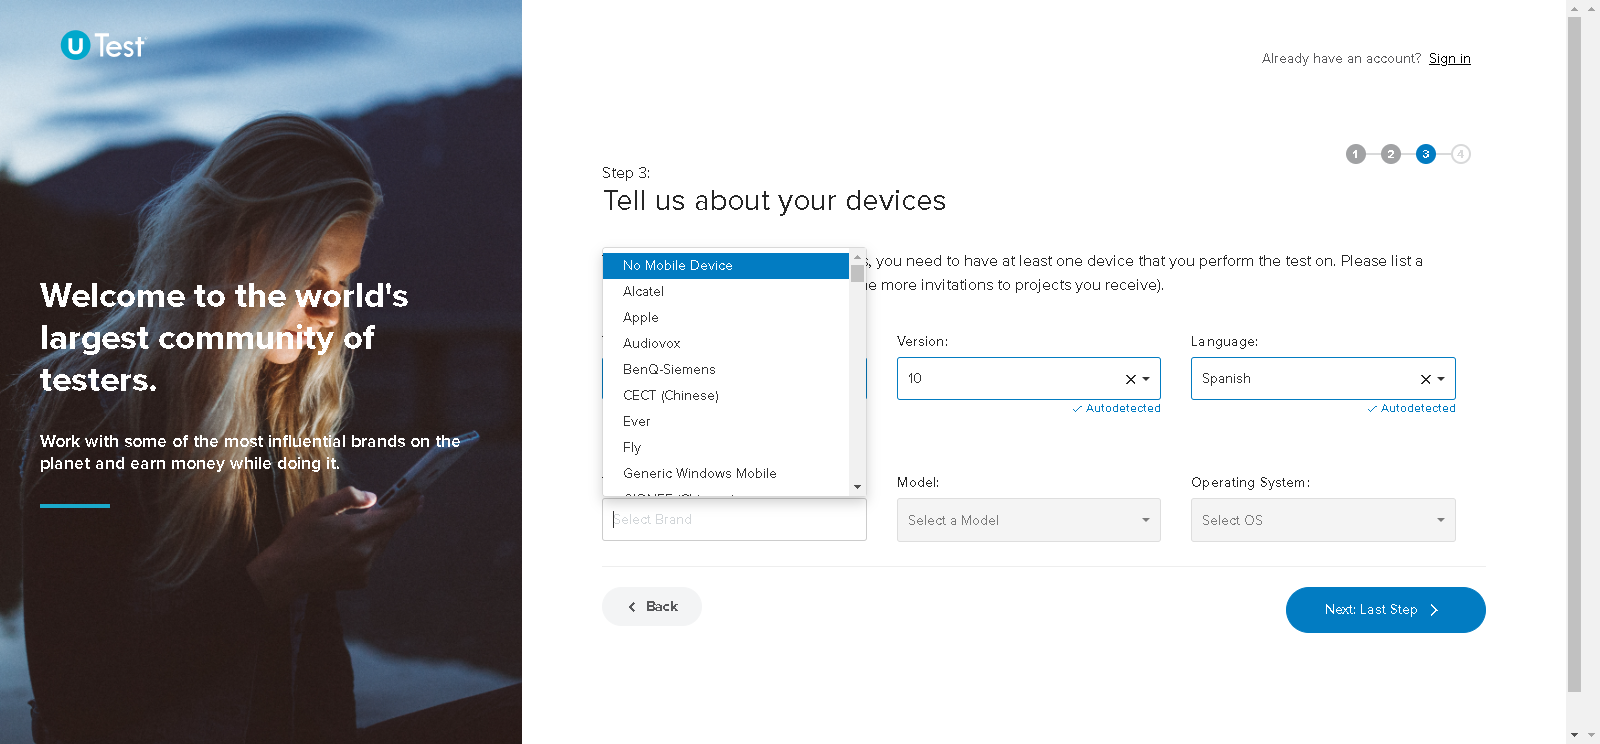 u Test
Already have an account? Sign in
1 2 3 4
Step 3:
Tell us about your devices
, you need to have at least one device that you perform the test on. Please list a
more invitations to projects you receive).
No Mobile Device
Alcatel
Apple
Audiovox
BenQ-Siemens
CECT (Chinese)
Ever
Fly
Generic Windows Mobile
Version:
10
Autodetected
Language:
Spanish
Autodetected
Select Brand
Model:
Select a Model
Operating System:
Select OS
Back
Next: Last Step
Welcome to the world's
largest community of
testers.
Work with some of the most influential brands on the
planet and earn money while doing it.